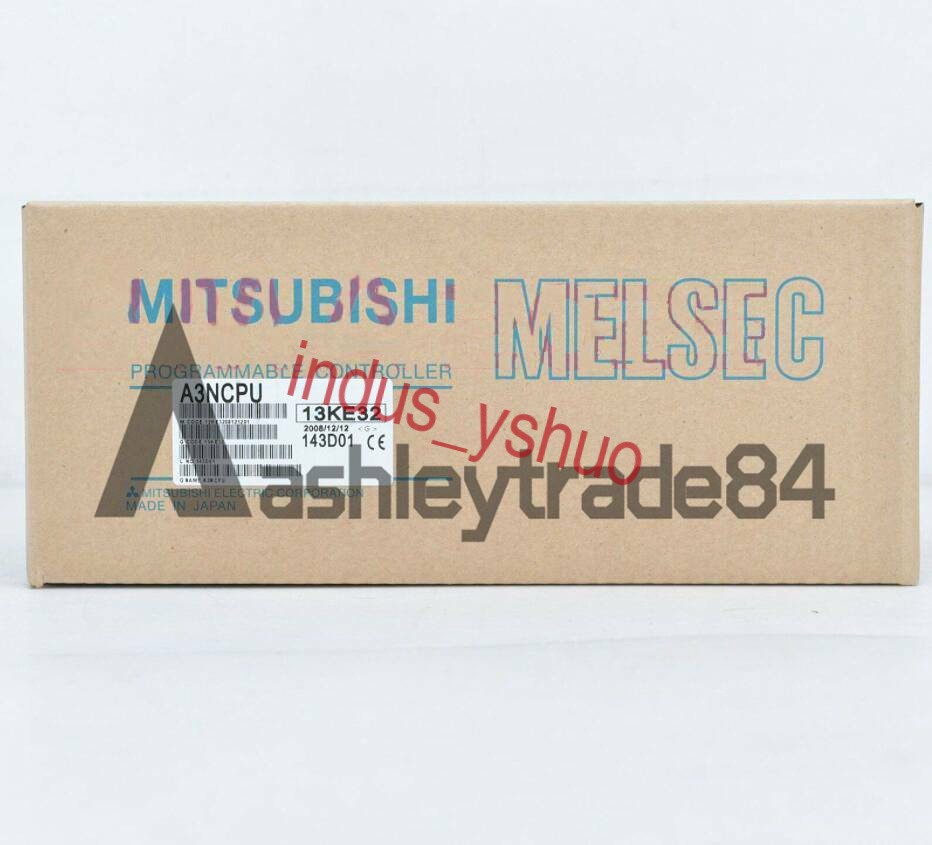 MITSUBISHI
MELSEC
PROGRAMMABLE CONTROLLER
A3NCPU
13KE32
2008/12/12 <G>
143D01 CE
indus_yshuo
ashleytrade84
MITSUBISHI ELECTRIC CORPORATION
MADE IN JAPAN